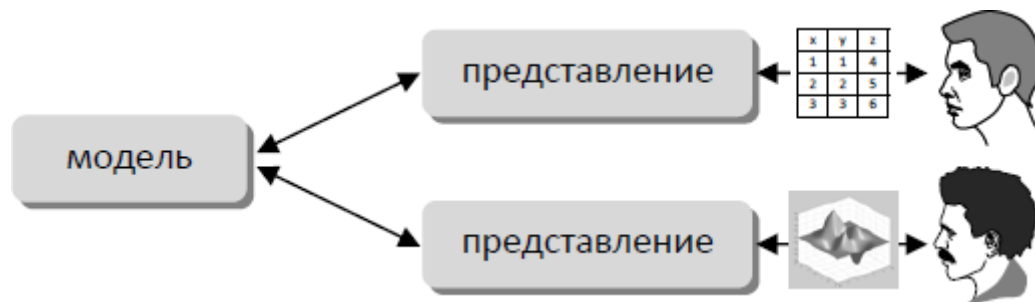 представление
x y z
1 1 4
2 2 5
3 3 6
модель
представление